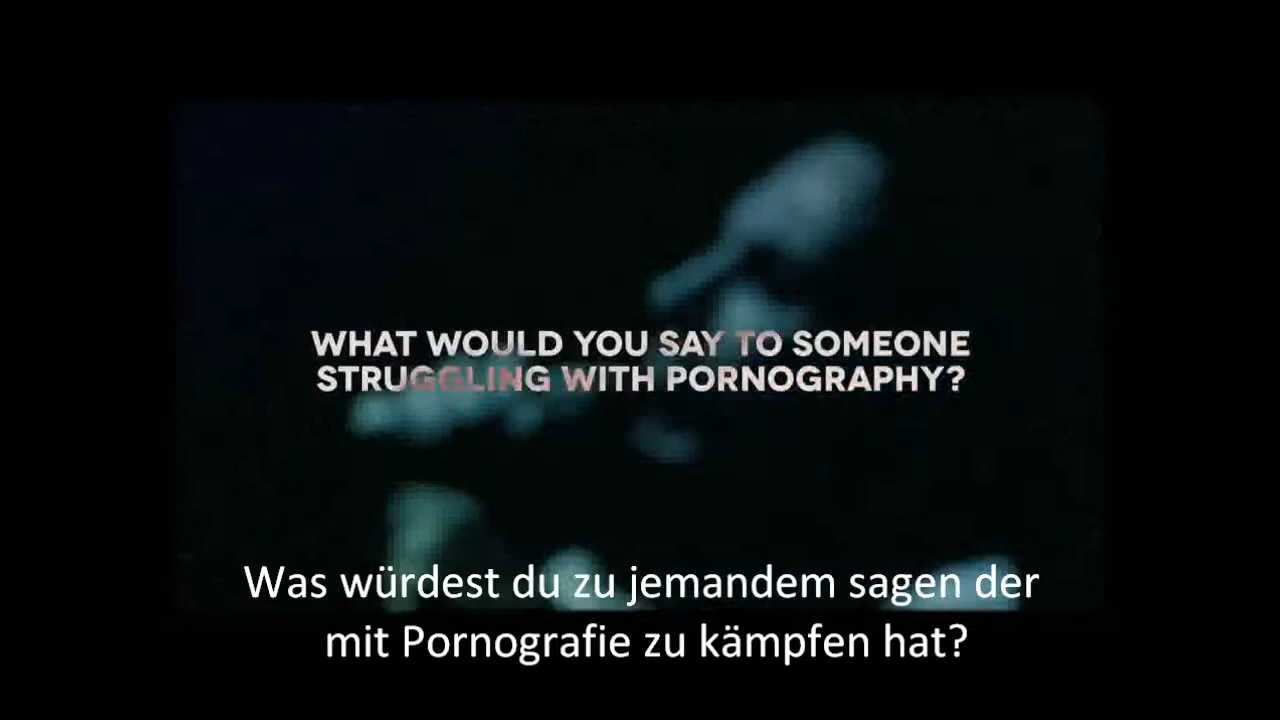 WHAT WOULD YOU SAY TO SOMEONE
STRUGGLING WITH PORNOGRAPHY?
Was würdest du zu jemandem sagen der
mit Pornografie zu kämpfen hat?